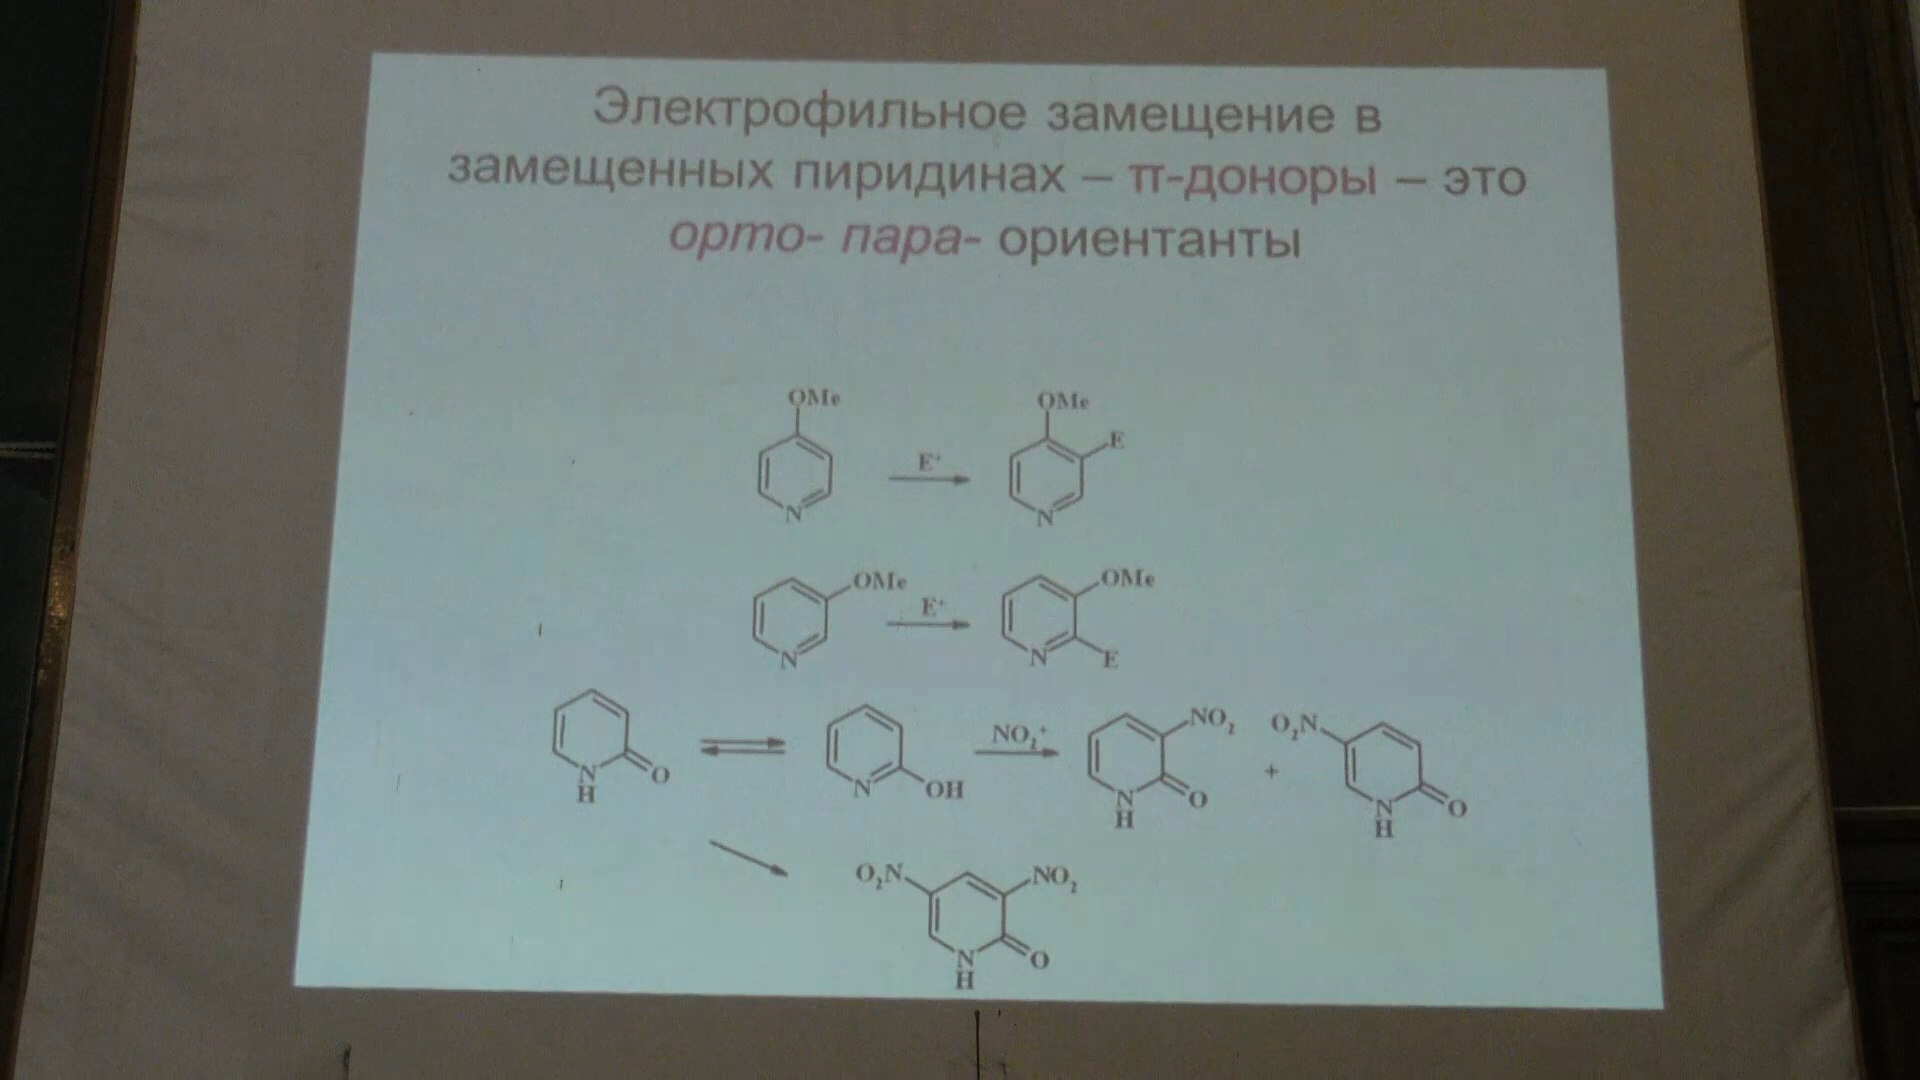 Электрофильное замещение в
замещенных пиридинах – π-доноры – это
орто- пара- ориентанты
OMe
N
E⁺
OMe
E
N
OMe
N
E⁺
OMe
N
E
N
H
O
N
OH
NO₂⁺
NO₂
N
H
O
+
O₂N
N
H
O
O₂N
NO₂
N
H
O